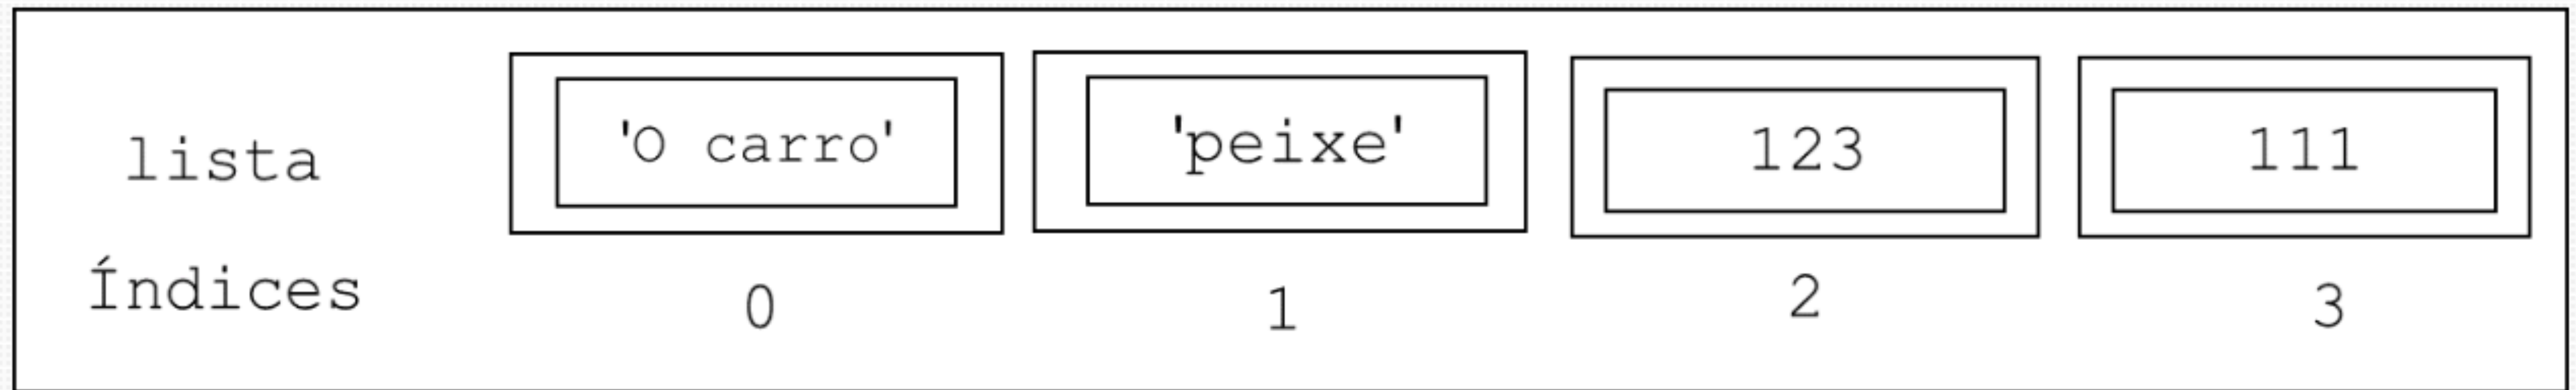 lista 'O carro' 'peixe' 123 111
Índices 0 1 2 3